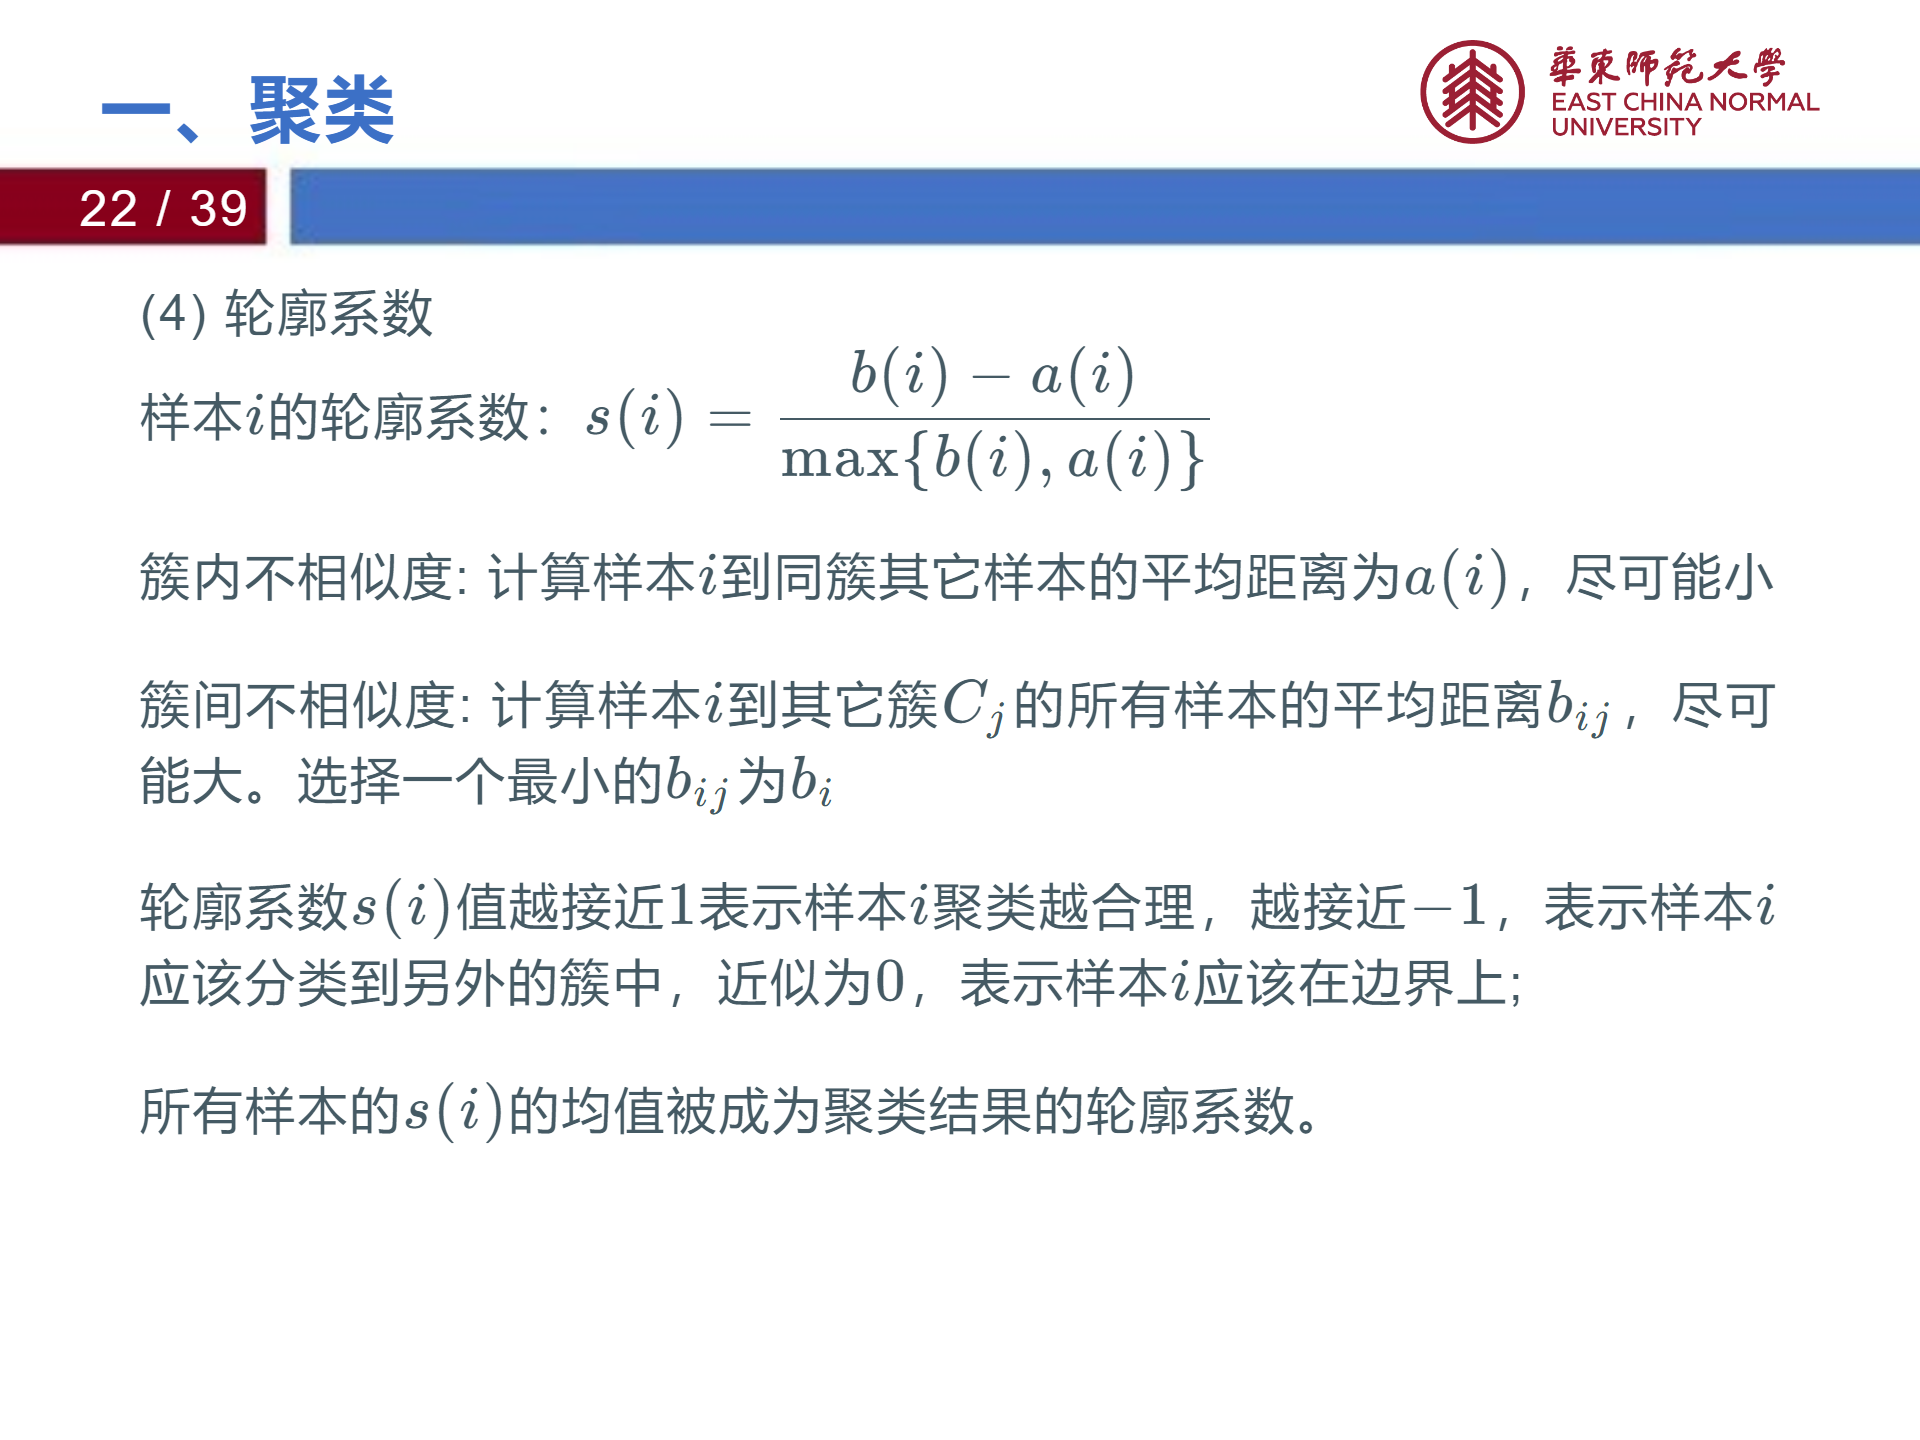 一、聚类
華東師範大學
EAST CHINA NORMAL
UNIVERSITY
22 / 39
(4) 轮廓系数
样本i的轮廓系数：s(i) = \frac{b(i) − a(i)}{max{b(i), a(i)}}
簇内不相似度: 计算样本i到同簇其它样本的平均距离为a(i)，尽可能小
簇间不相似度: 计算样本i到其它簇C_j的所有样本的平均距离b_{ij}，尽可
能大。选择一个最小的b_{ij}为b_i
轮廓系数s(i)值越接近1表示样本i聚类越合理，越接近−1，表示样本i
应该分类到另外的簇中，近似为0，表示样本i应该在边界上;
所有样本的s(i)的均值被成为聚类结果的轮廓系数。